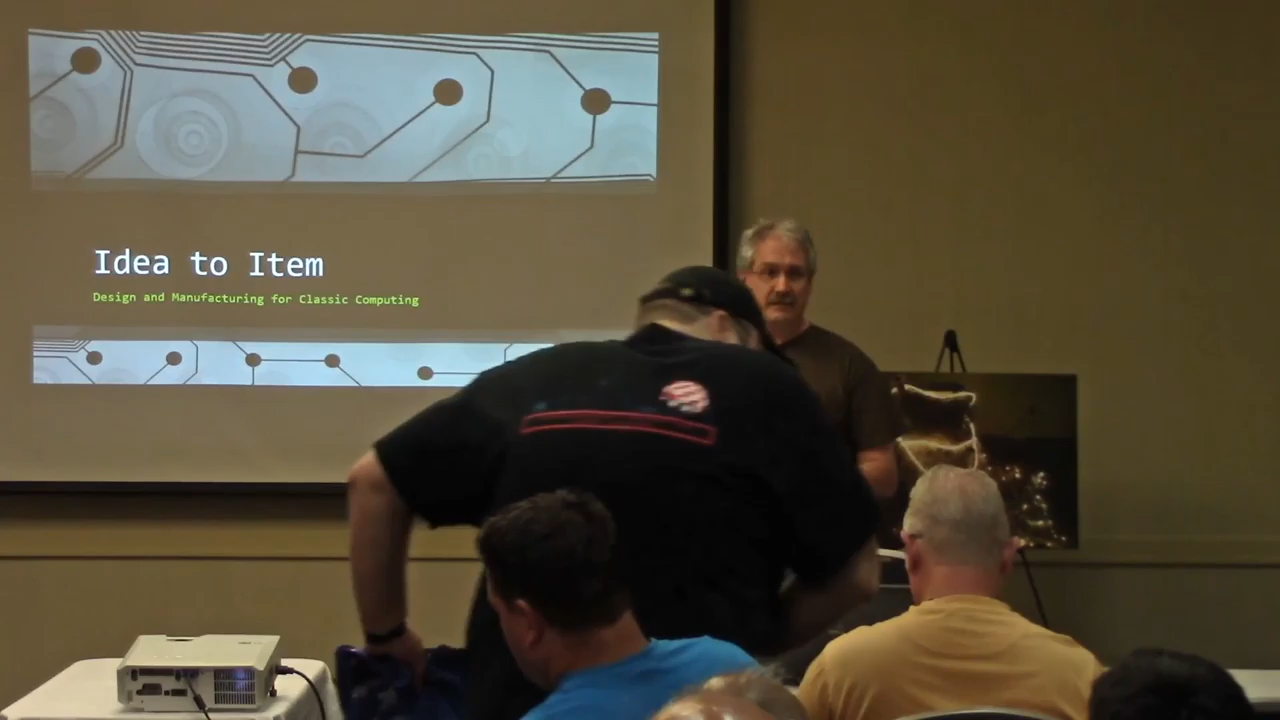 Idea to Item
Design and Manufacturing for Classic Computing